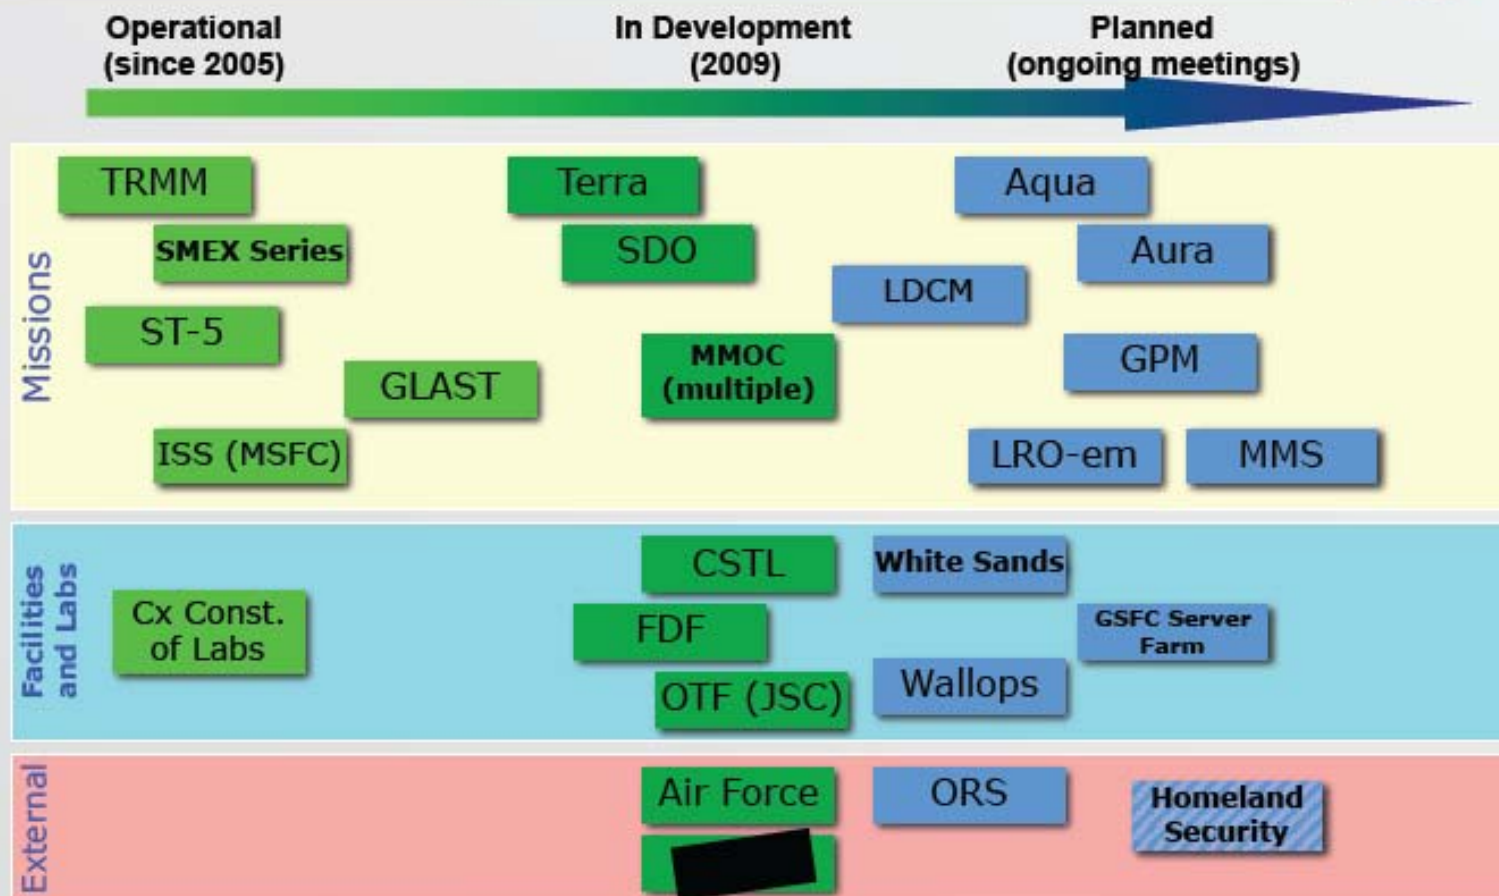 Operational
(since 2005)
In Development
(2009)
Planned
(ongoing meetings)
Missions
TRMM
Terra
Aqua
SMEX Series
SDO
Aura
LDCM
ST-5
MMOC
(multiple)
GPM
GLAST
ISS (MSFC)
LRO-em
MMS
Facilities
and Labs
CSTL
White Sands
Cx Const.
of Labs
FDF
GSFC Server
Farm
OTF (JSC)
Wallops
External
Air Force
ORS
Homeland
Security